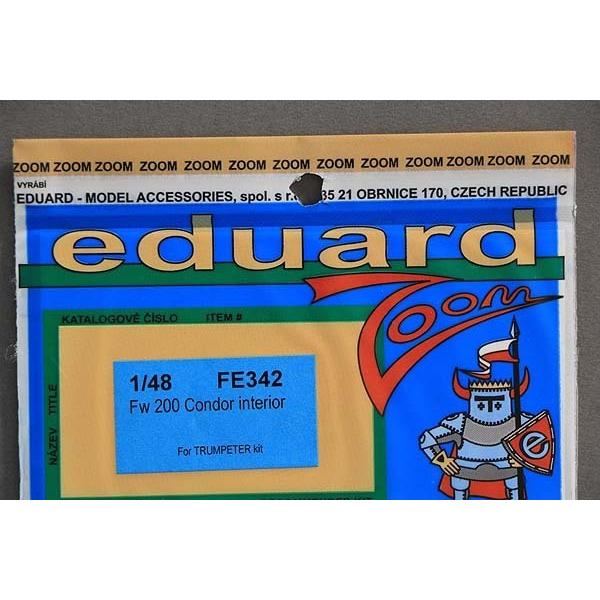 ZOOM ZOOM ZOOM ZOOM ZOOM ZOOM ZOOM ZOOM ZOOM ZOOM ZOOM ZOOM ZOOM
VYRÁBÍ
EDUARD - MODEL ACCESSORIES, spol. s r. 35 21 OBRNICE 170, CZECH REPUBLIC
eduard
Zoom
KATALOGOVÉ ČÍSLO ITEM #
NÁZEV TITLE
1/48 FE342
Fw 200 Condor interior
For TRUMPETER kit
e